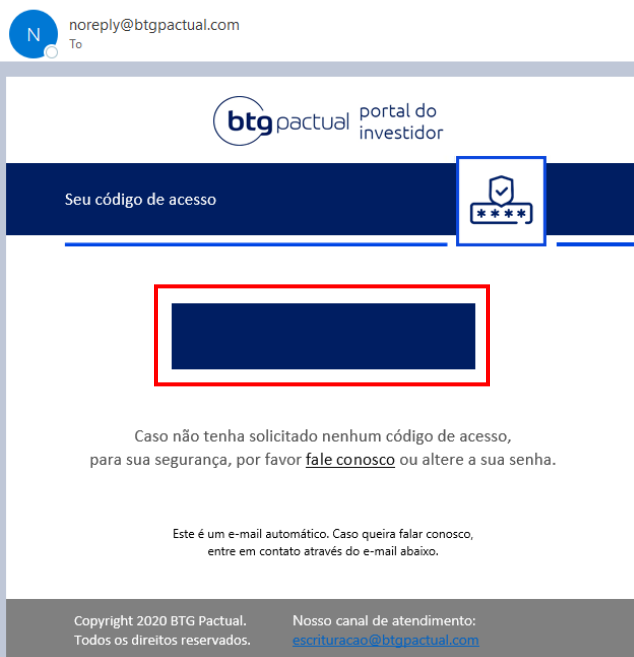 N
noreply@btgpactual.com
To
btg pactual portal do
investidor
Seu código de acesso
****
Caso não tenha solicitado nenhum código de acesso,
para sua segurança, por favor fale conosco ou altere a sua senha.
Este é um e-mail automático. Caso queira falar conosco,
entre em contato através do e-mail abaixo.
Copyright 2020 BTG Pactual.
Todos os direitos reservados.
Nosso canal de atendimento:
escrituracao@btgpactual.com